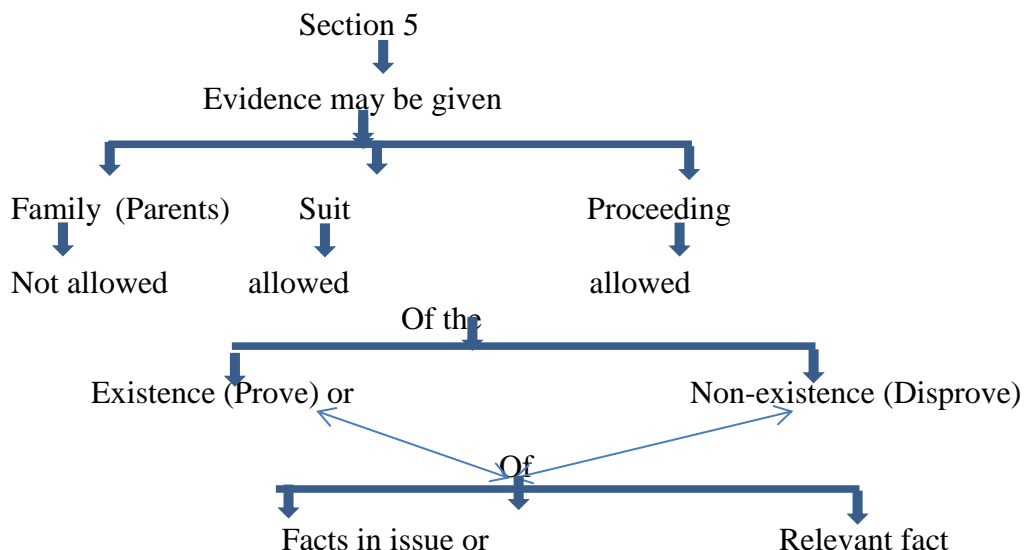 Section 5
Evidence may be given
Family (Parents) Suit Proceeding
Not allowed allowed allowed
Of the
Existence (Prove) or Non-existence (Disprove)
Of
Facts in issue or Relevant fact